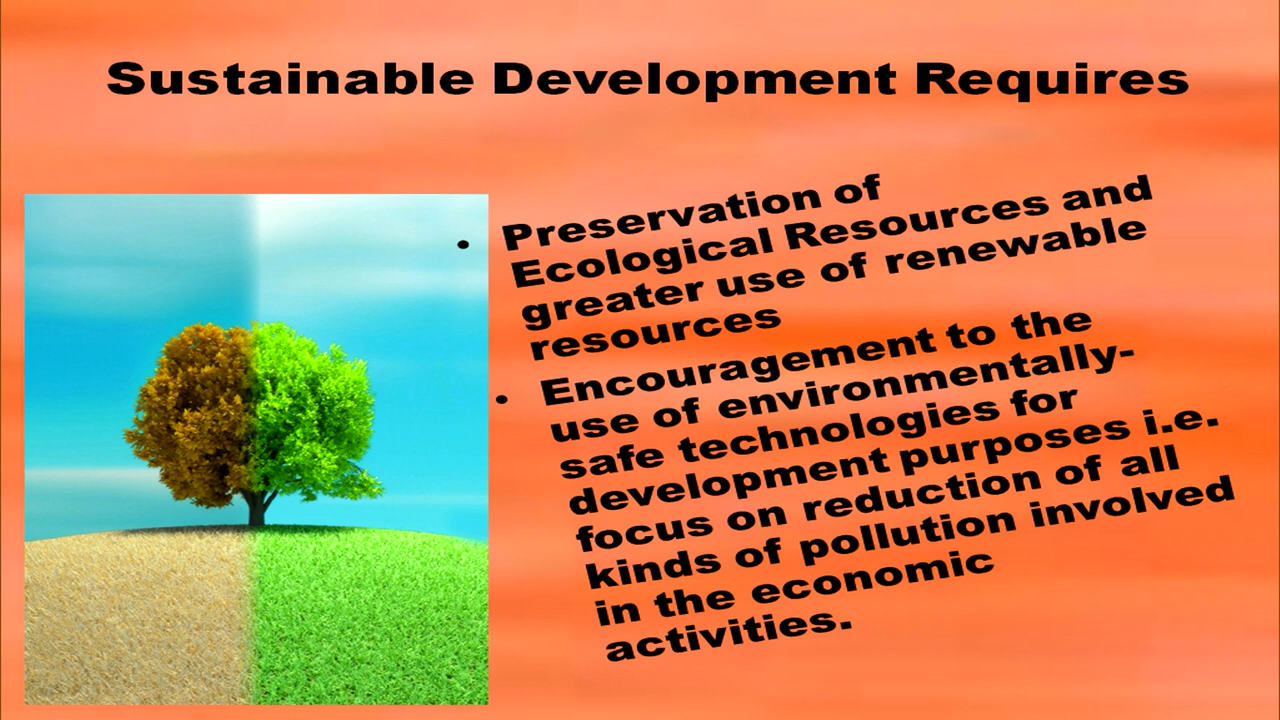 Sustainable Development Requires
• Preservation of
Ecological Resources and
greater use of renewable
resources
• Encouragement to the
use of environmentally-
safe technologies for
development purposes i.e.
focus on reduction of all
kinds of pollution involved
in the economic
activities.